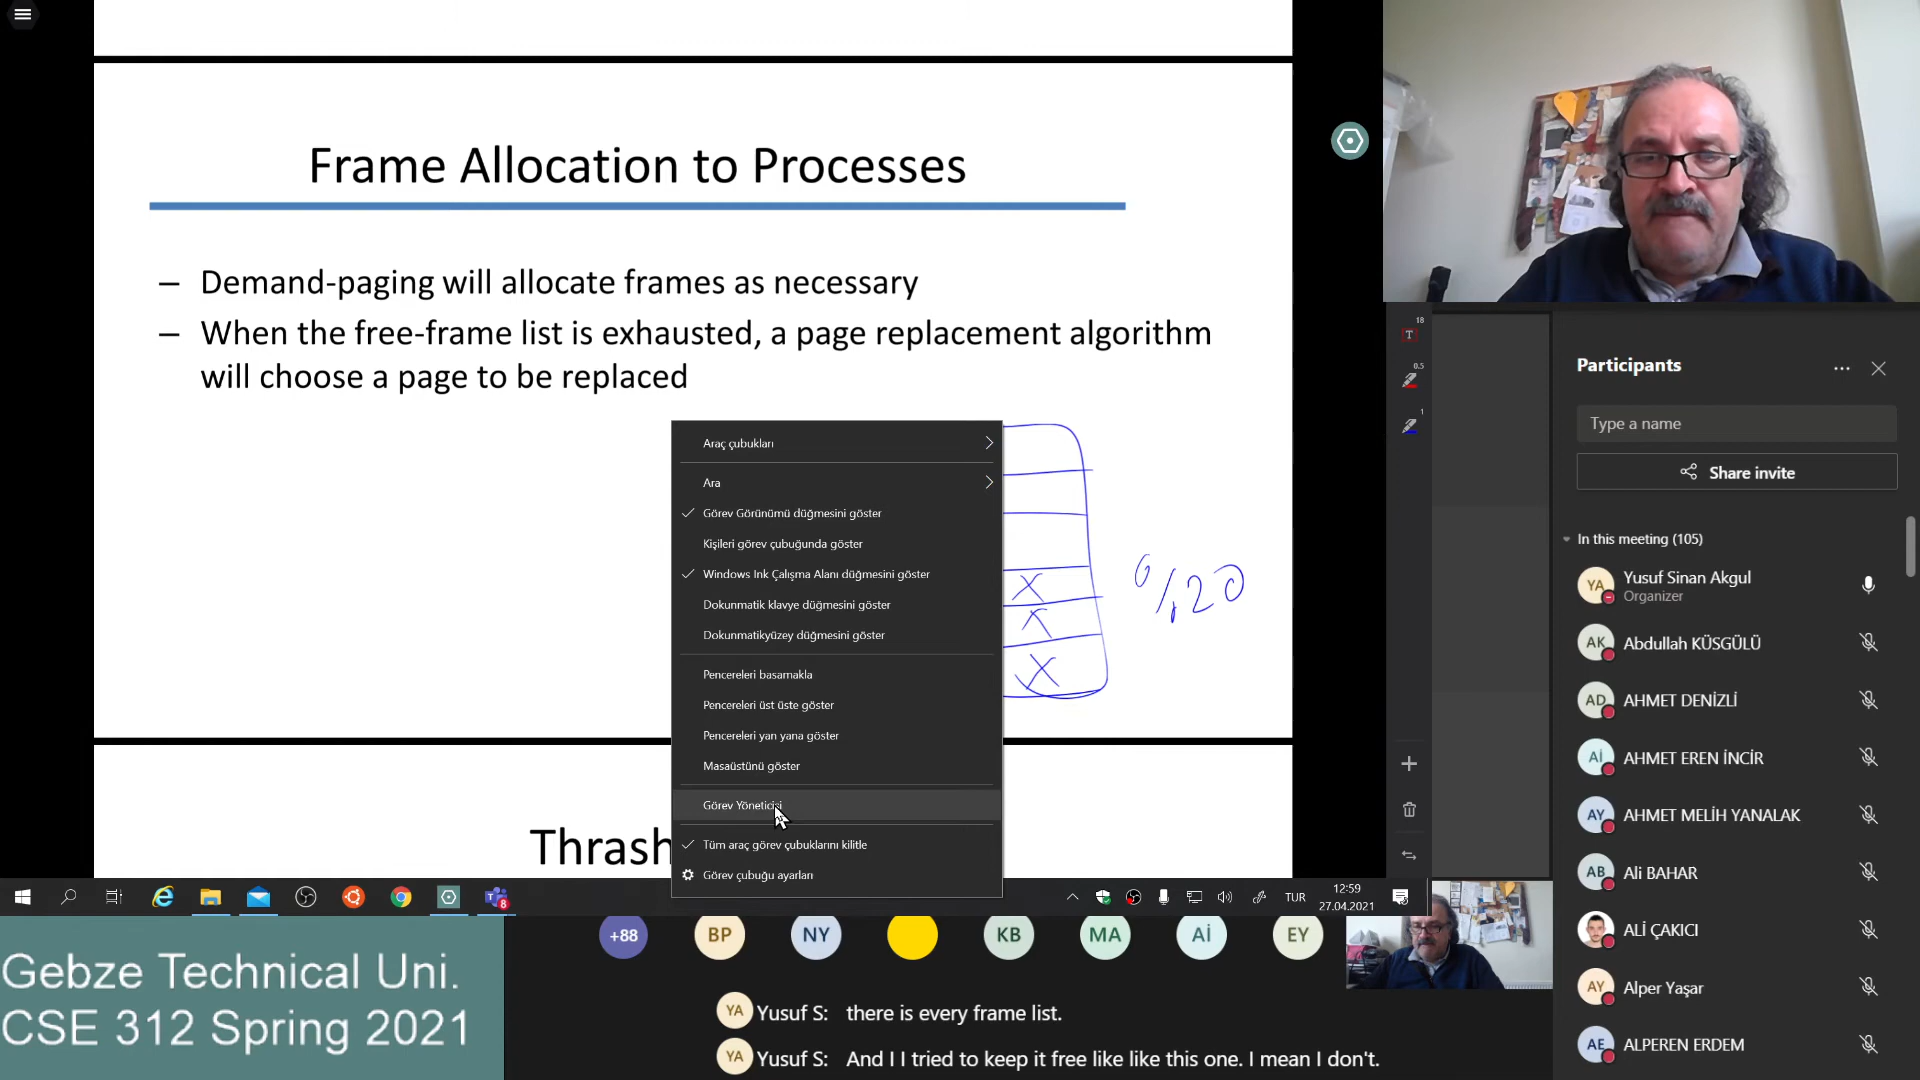 Frame Allocation to Processes
– Demand-paging will allocate frames as necessary
– When the free-frame list is exhausted, a page replacement algorithm
will choose a page to be replaced
Araç çubukları
Ara
Görev Görünümü düğmesini göster
Kişileri görev çubuğunda göster
Windows Ink Çalışma Alanı düğmesini göster
Dokunmatik klavye düğmesini göster
Dokunmatikyüzey düğmesini göster
Pencereleri basamakla
Pencereleri üst üste göster
Pencereleri yan yana göster
Masaüstünü göster
Görev Yöneticisi
Tüm araç görev çubuklarını kilitle
Görev çubuğu ayarları
X
X
X
%20
Thrash
18
T
0.5
1
TUR
12:59
27.04.2021
8
Participants
Type a name
Share invite
In this meeting (105)
YA Yusuf Sinan Akgul
Organizer
AK Abdullah KÜSGÜLÜ
AD AHMET DENİZLİ
Aİ AHMET EREN İNCİR
AY AHMET MELİH YANALAK
AB Ali BAHAR
ALİ ÇAKICI
AY Alper Yaşar
AE ALPEREN ERDEM
+88 BP NY KB MA Aİ EY
Gebze Technical Uni.
CSE 312 Spring 2021
YA Yusuf S: there is every frame list.
YA Yusuf S: And I I tried to keep it free like like this one. I mean I don't.